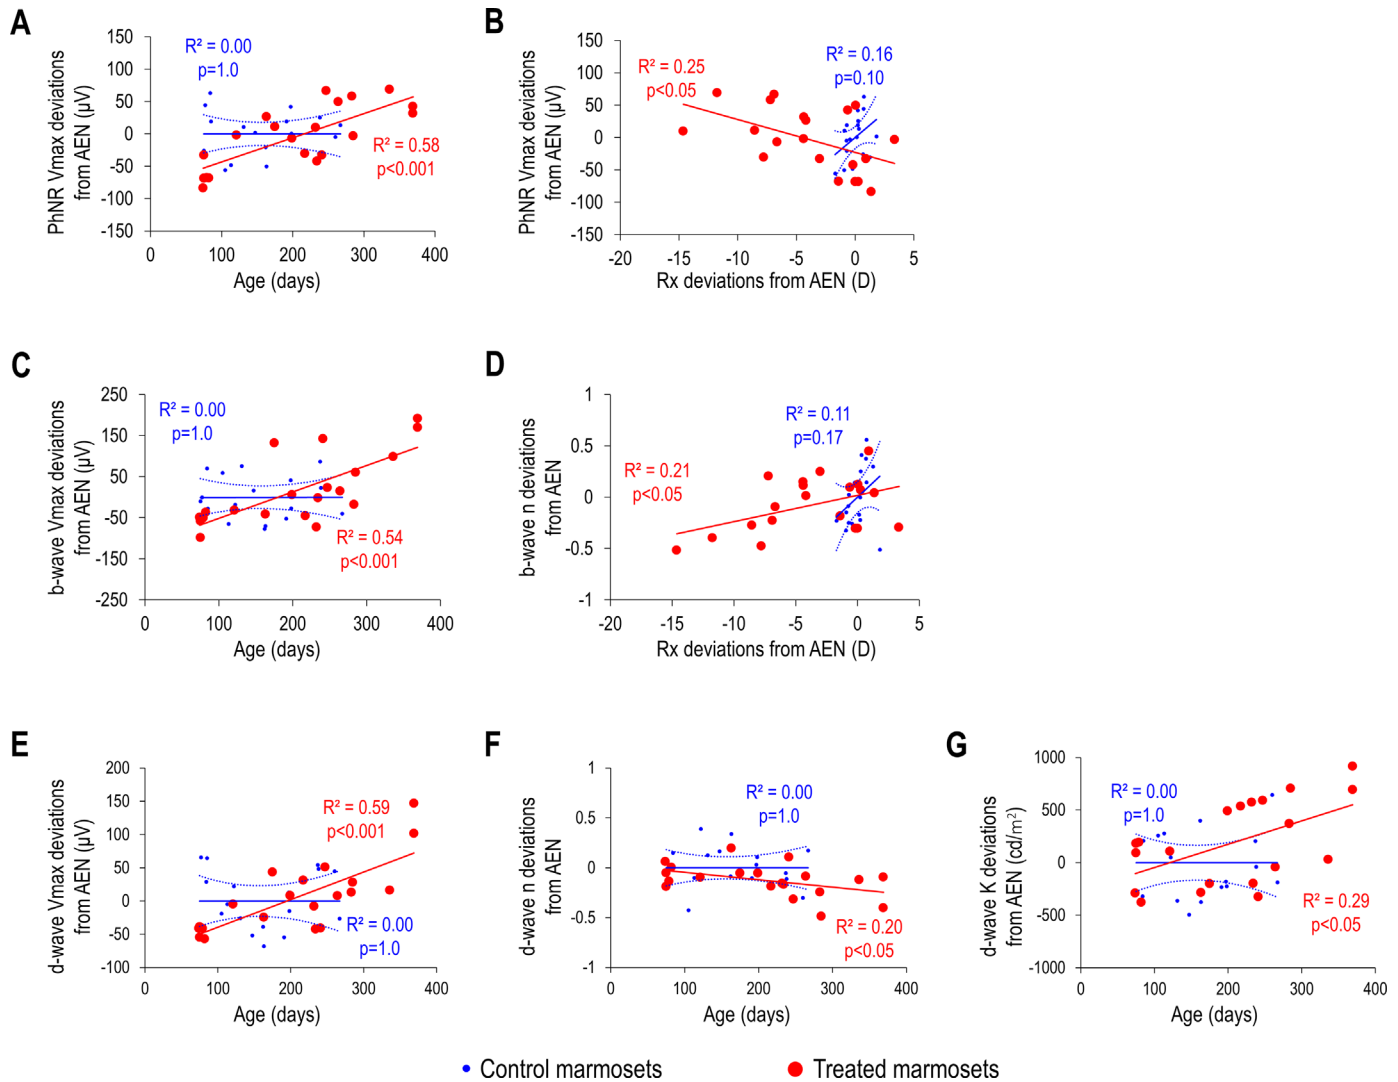 A
PhNR Vmax deviations
from AEN (µV)
150
100
50
0
-50
-100
-150
R² = 0.00
p=1.0
R² = 0.58
p<0.001
0
100
200
300
400
Age (days)
B
PhNR Vmax deviations
from AEN (µV)
150
100
50
0
-50
-100
-150
R² = 0.25
p<0.05
R² = 0.16
p=0.10
-20
-15
-10
-5
0
5
Rx deviations from AEN (D)
C
b-wave Vmax deviations
from AEN (µV)
250
150
50
-50
-150
-250
R² = 0.00
p=1.0
R² = 0.54
p<0.001
0
100
200
300
400
Age (days)
D
b-wave n deviations
from AEN
1
0.5
0
-0.5
-1
R² = 0.21
p<0.05
R² = 0.11
p=0.17
-20
-15
-10
-5
0
5
Rx deviations from AEN (D)
E
d-wave Vmax deviations
from AEN (µV)
200
150
100
50
0
-50
-100
R² = 0.59
p<0.001
R² = 0.00
p=1.0
0
100
200
300
400
Age (days)
F
d-wave n deviations
from AEN
1
0.5
0
-0.5
-1
R² = 0.00
p=1.0
R² = 0.20
p<0.05
0
100
200
300
400
Age (days)
G
d-wave K deviations
from AEN (cd/m²)
1000
500
0
-500
-1000
R² = 0.00
p=1.0
R² = 0.29
p<0.05
0
100
200
300
400
Age (days)
Control marmosets
Treated marmosets